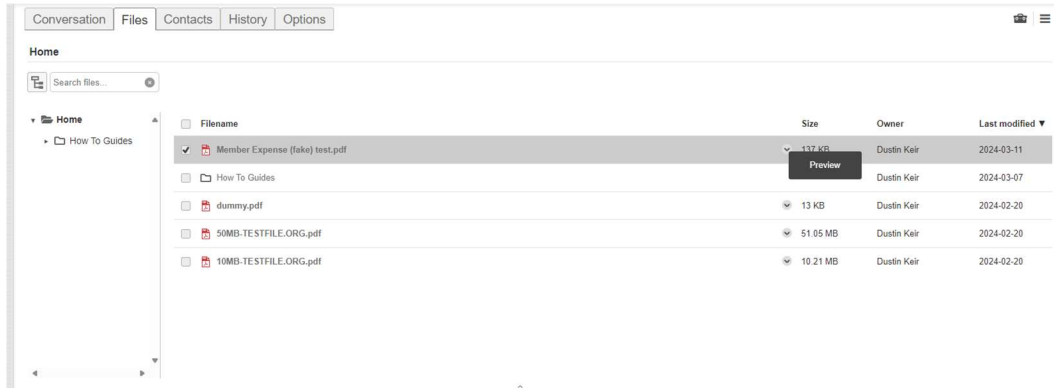 Conversation Files Contacts History Options
Home
Search files...
Home
How To Guides
Filename Size Owner Last modified ▼
Member Expense (fake) test.pdf 137 KB Dustin Keir 2024-03-11
Preview
How To Guides Dustin Keir 2024-03-07
dummy.pdf 13 KB Dustin Keir 2024-02-20
50MB-TESTFILE.ORG.pdf 51.05 MB Dustin Keir 2024-02-20
10MB-TESTFILE.ORG.pdf 10.21 MB Dustin Keir 2024-02-20